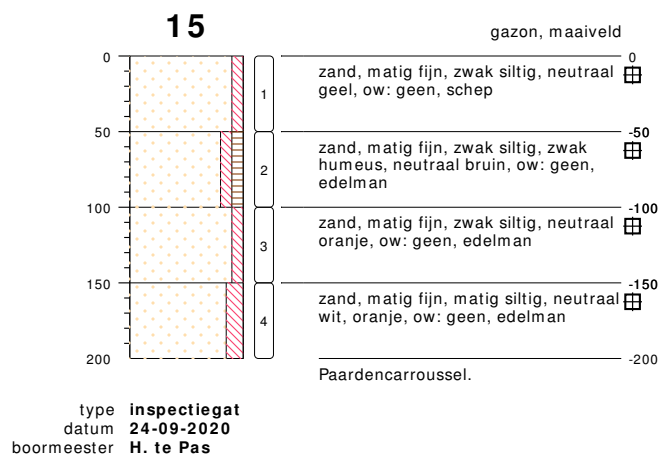 15
gazon, maaiveld
0
0
1
zand, matig fijn, zwak siltig, neutraal
geel, ow: geen, schep
50
-50
2
zand, matig fijn, zwak siltig, zwak
humeus, neutraal bruin, ow: geen,
edelman
100
-100
3
zand, matig fijn, zwak siltig, neutraal
oranje, ow: geen, edelman
150
-150
4
zand, matig fijn, matig siltig, neutraal
wit, oranje, ow: geen, edelman
200
-200
Paardencarroussel.
type inspectiegat
datum 24-09-2020
boormeester H. te Pas